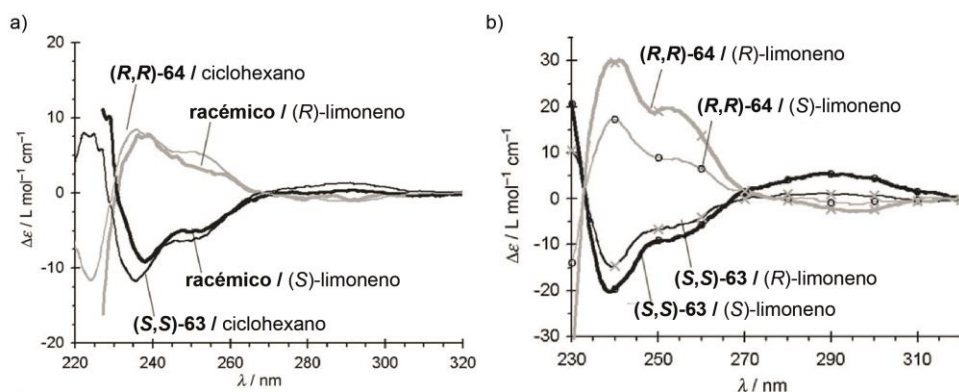 a)
20
10
0
-10
-20
Δε / L mol⁻¹ cm⁻¹
(R,R)-64 / ciclohexano
racémico / (R)-limoneno
racémico / (S)-limoneno
(S,S)-63 / ciclohexano
220 240 260 280 300 320
λ / nm
b)
30
20
10
0
-10
-20
-30
Δε / L mol⁻¹ cm⁻¹
(R,R)-64 / (R)-limoneno
(R,R)-64 / (S)-limoneno
(S,S)-63 / (R)-limoneno
(S,S)-63 / (S)-limoneno
230 250 270 290 310
λ / nm